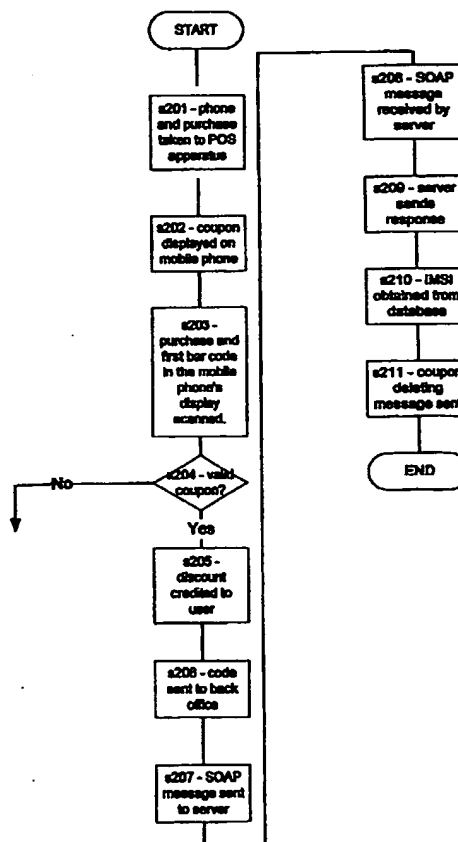 START
s201 - phone
and purchase
taken to POS
apparatus
s202 - coupon
displayed on
mobile phone
s203 -
purchase and
first bar code
in the mobile
phone's
display
scanned.
s204 - valid
coupon?
No
Yes
s205 -
discount
credited to
user
s206 - code
sent to back
office
s207 - SOAP
message sent
to server
s208 - SOAP
message
received by
server
s209 - server
sends
response
s210 - IMSI
obtained from
database
s211 - coupon
deleting
message sent
END